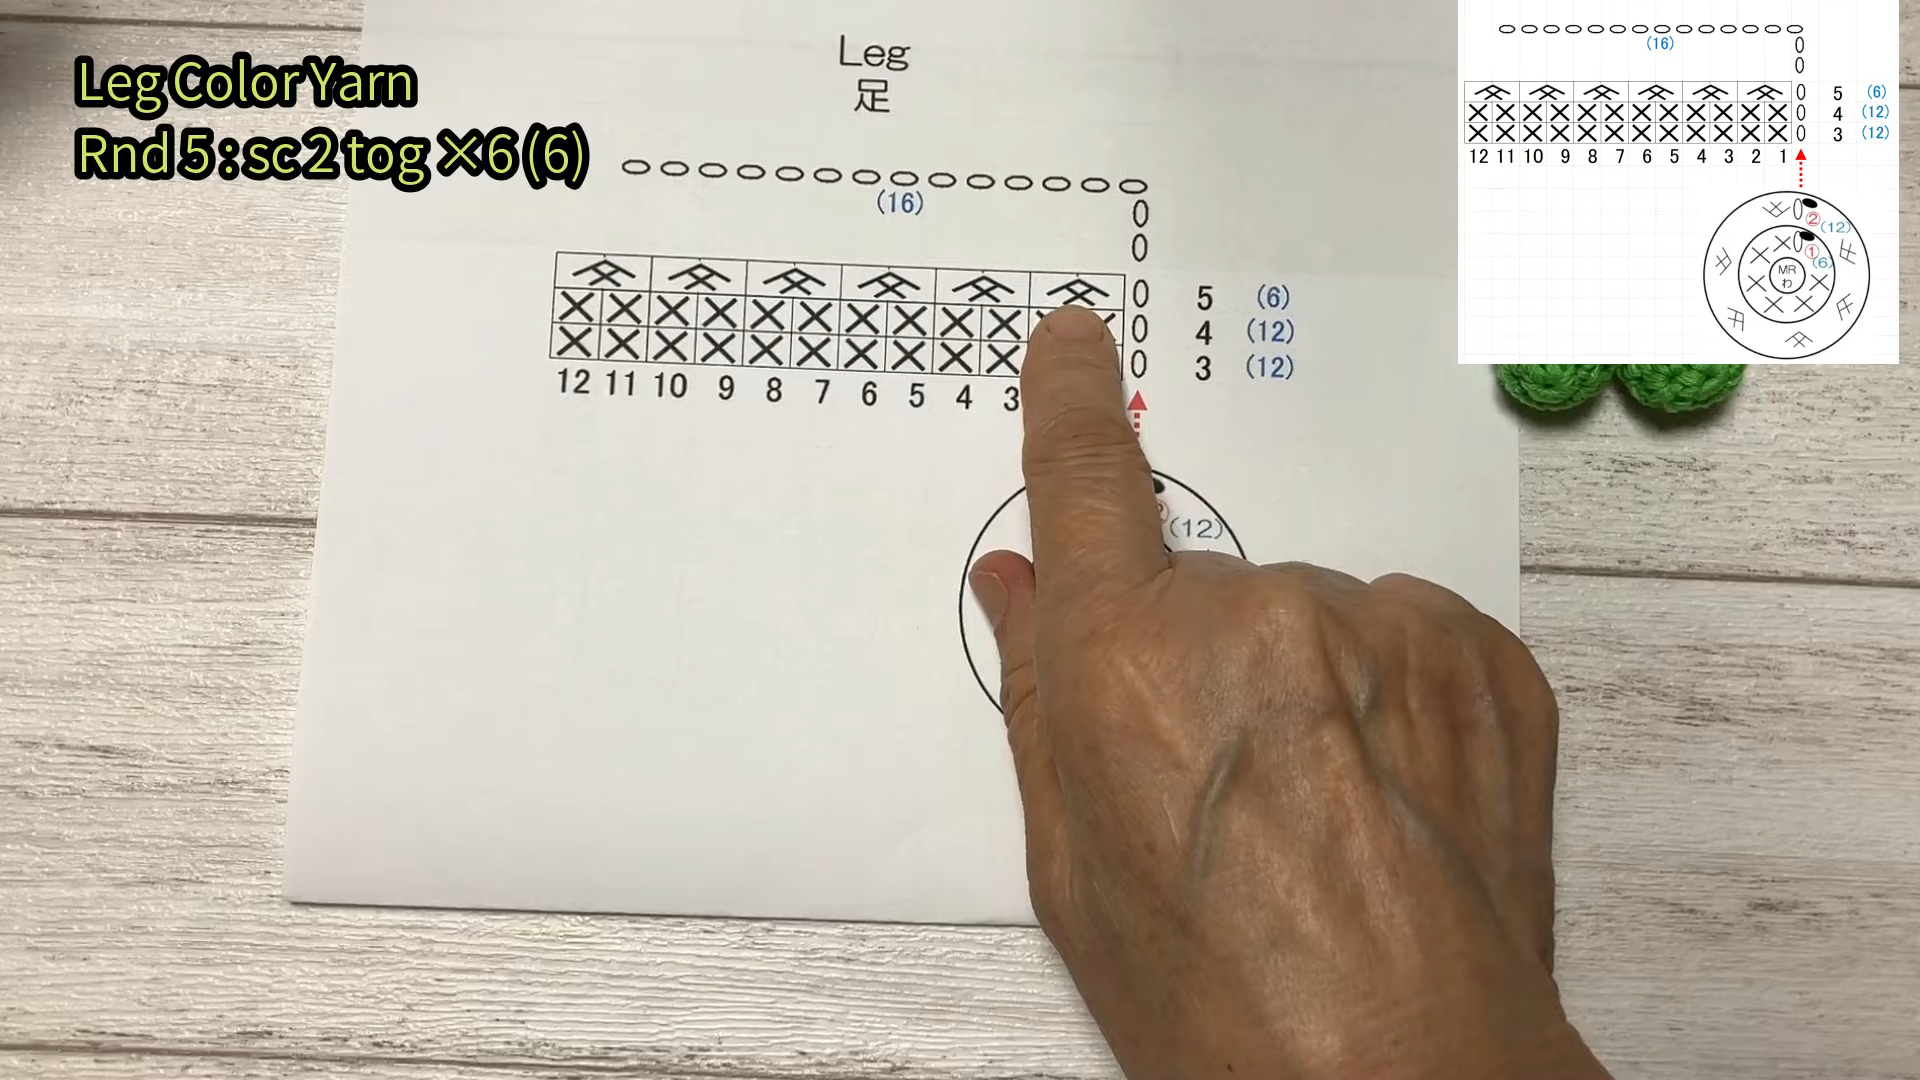 Leg Color Yarn
Rnd 5 : sc 2 tog ×6 (6)
Leg
足
(16)
5 (6)
4 (12)
3 (12)
12 11 10 9 8 7 6 5 4 3
(12)
(16)
5 (6)
4 (12)
3 (12)
12 11 10 9 8 7 6 5 4 3 2 1
② (12)
① (6)
MR
わ